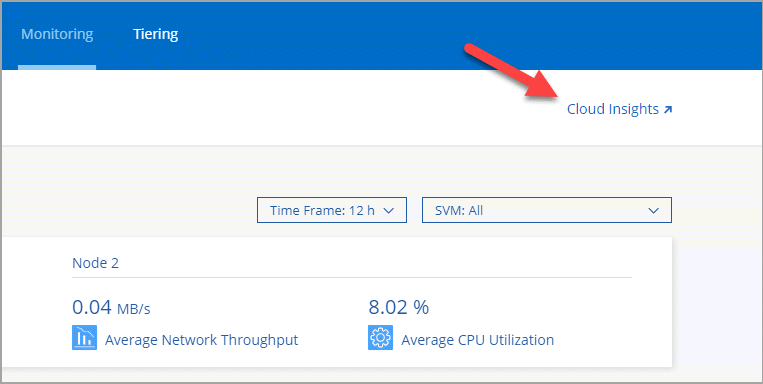 Monitoring Tiering
Cloud Insights
Time Frame: 12 h SVM: All
Node 2
0.04 MB/s 8.02 %
Average Network Throughput Average CPU Utilization